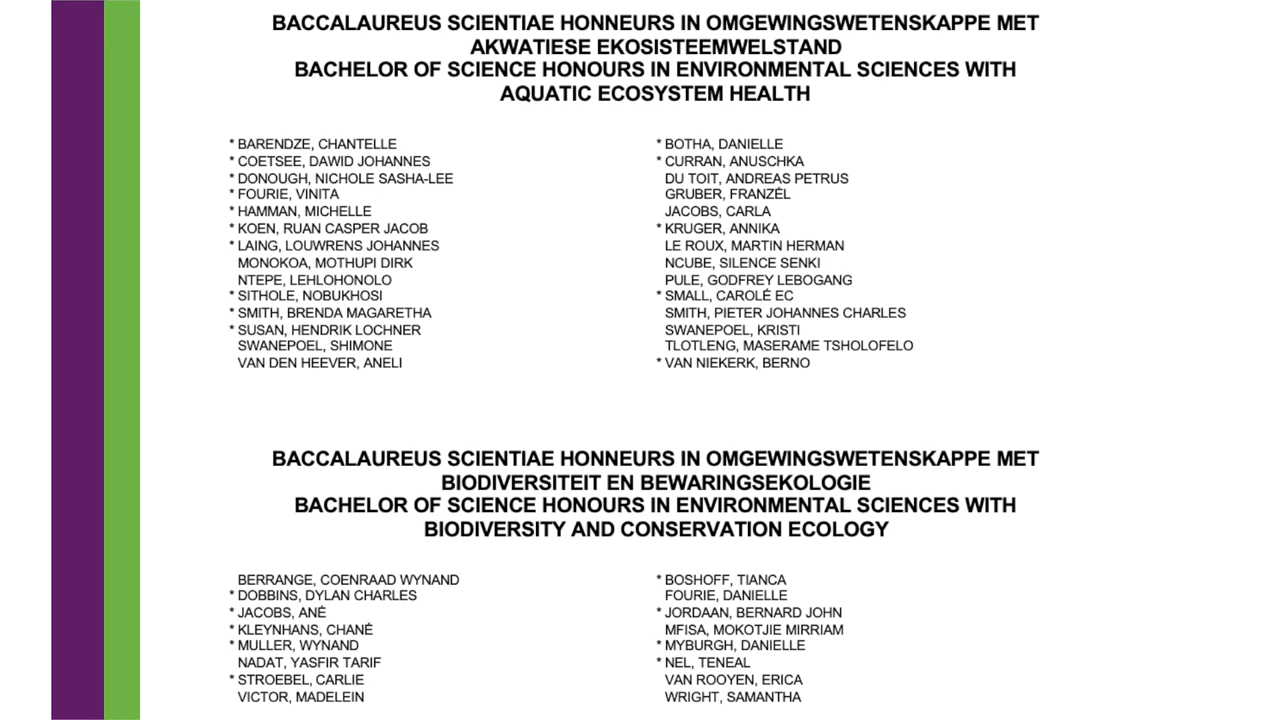 BACCALAUREUS SCIENTIAE HONNEURS IN OMGEWINGSWETENSKAPPE MET
AKWATIESE EKOSISTEEMWELSTAND
BACHELOR OF SCIENCE HONOURS IN ENVIRONMENTAL SCIENCES WITH
AQUATIC ECOSYSTEM HEALTH
* BARENDZE, CHANTELLE
* COETSEE, DAWID JOHANNES
* DONOUGH, NICHOLE SASHA-LEE
* FOURIE, VINITA
* HAMMAN, MICHELLE
* KOEN, RUAN CASPER JACOB
* LAING, LOUWRENS JOHANNES
MONOKOA, MOTHUPI DIRK
NTEPE, LEHLOHONOLO
* SITHOLE, NOBUKHOSI
* SMITH, BRENDA MAGARETHA
* SUSAN, HENDRIK LOCHNER
SWANEPOEL, SHIMONE
VAN DEN HEEVER, ANELI
* BOTHA, DANIELLE
* CURRAN, ANUSCHKA
DU TOIT, ANDREAS PETRUS
GRUBER, FRANZÉL
JACOBS, CARLA
* KRUGER, ANNIKA
LE ROUX, MARTIN HERMAN
NCUBE, SILENCE SENKI
PULE, GODFREY LEBOGANG
* SMALL, CAROLÉ EC
SMITH, PIETER JOHANNES CHARLES
SWANEPOEL, KRISTI
TLOTLENG, MASERAME TSHOLOFELO
* VAN NIEKERK, BERNO
BACCALAUREUS SCIENTIAE HONNEURS IN OMGEWINGSWETENSKAPPE MET
BIODIVERSITEIT EN BEWARINGSEKOLOGIE
BACHELOR OF SCIENCE HONOURS IN ENVIRONMENTAL SCIENCES WITH
BIODIVERSITY AND CONSERVATION ECOLOGY
BERRANGE, COENRAAD WYNAND
* DOBBINS, DYLAN CHARLES
* JACOBS, ANÉ
* KLEYNHANS, CHANÉ
* MULLER, WYNAND
NADAT, YASFIR TARIF
* STROEBEL, CARLIE
VICTOR, MADELEIN
* BOSHOFF, TIANCA
FOURIE, DANIELLE
* JORDAAN, BERNARD JOHN
MFISA, MOKOTJIE MIRRIAM
* MYBURGH, DANIELLE
* NEL, TENEAL
VAN ROOYEN, ERICA
WRIGHT, SAMANTHA